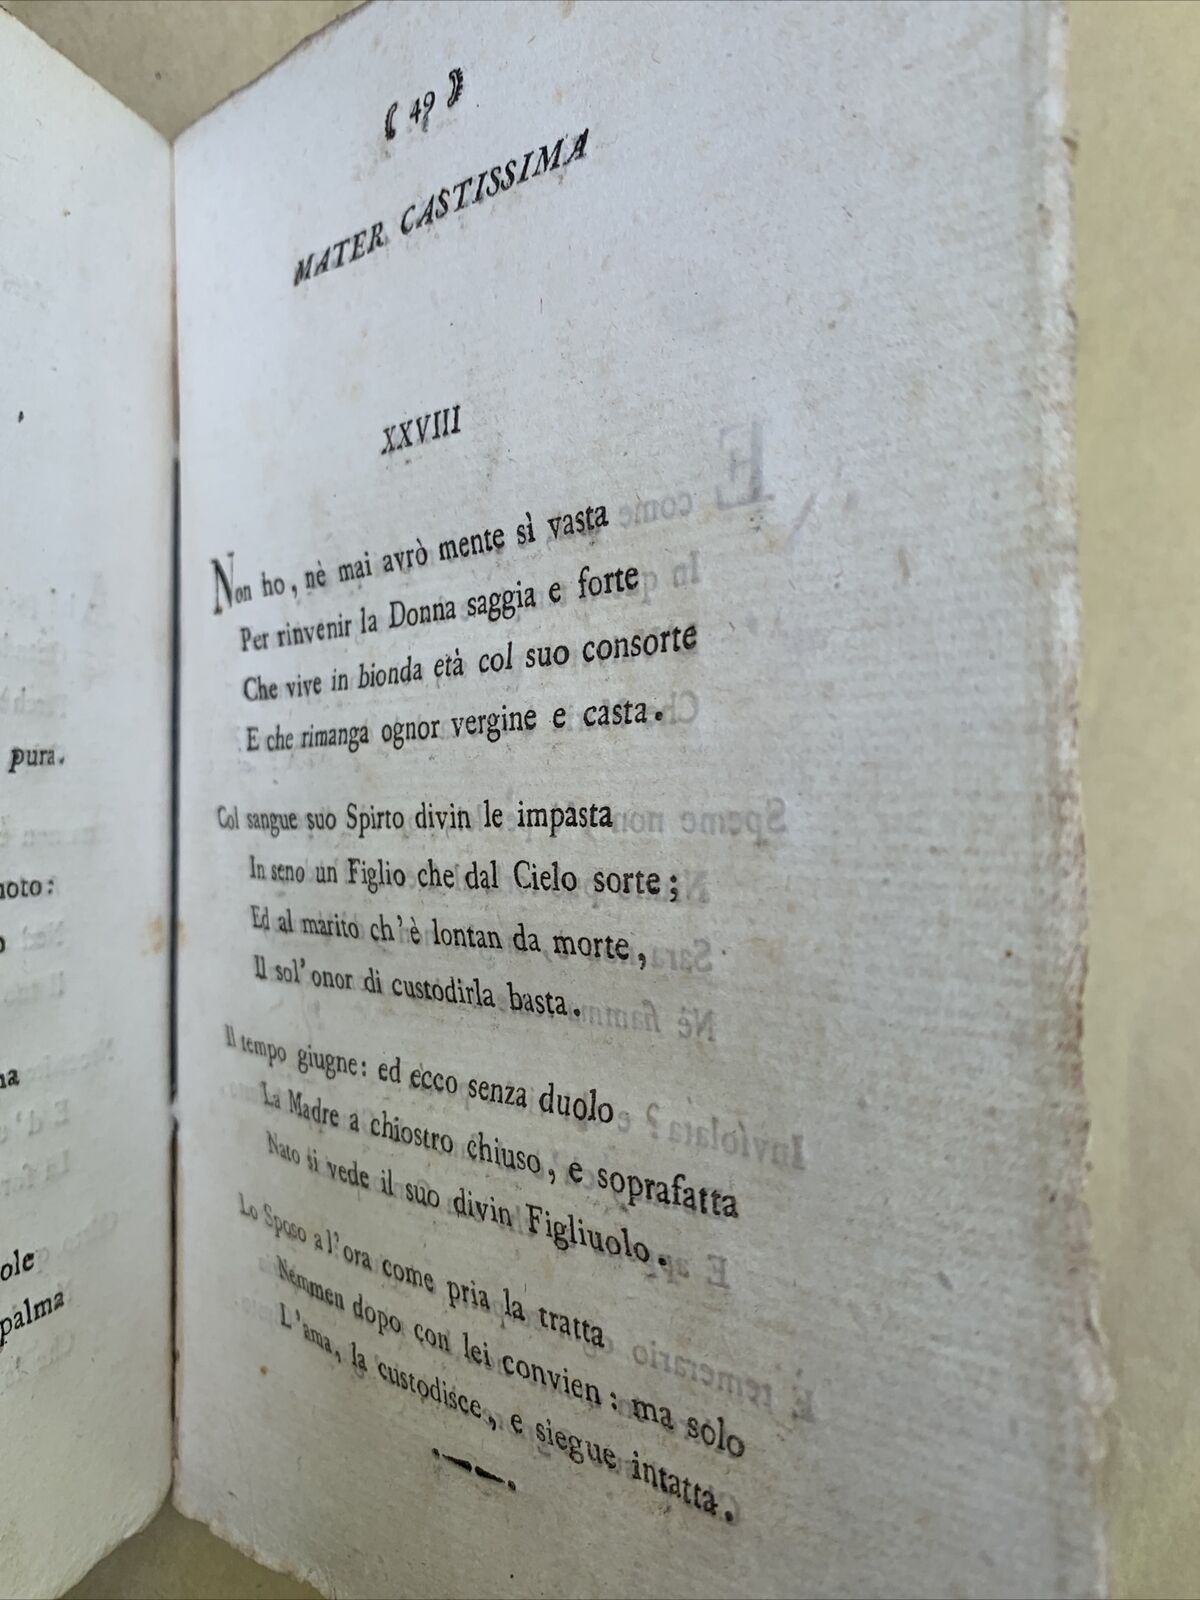 pura.
noto:
ole
palma
( 49 )
MATER CASTISSIMA
XXVIII
Non ho, nè mai avrò mente sì vasta
Per rinvenir la Donna saggia e forte
Che vive in bionda età col suo consorte
E che rimanga ognor vergine e casta.
Col sangue suo Spirto divin le impasta
In seno un Figlio che dal Cielo sorte;
Ed al marito ch'è lontan da morte,
Il sol'onor di custodirla basta.
Il tempo giugne: ed ecco senza duolo
La Madre a chiostro chiuso, e soprafatta
Nato si vede il suo divin Figliuolo.
Lo Sposo al'ora come pria la tratta
Nemmen dopo con lei convien: ma solo
L'ama, la custodisce, e siegue intatta.